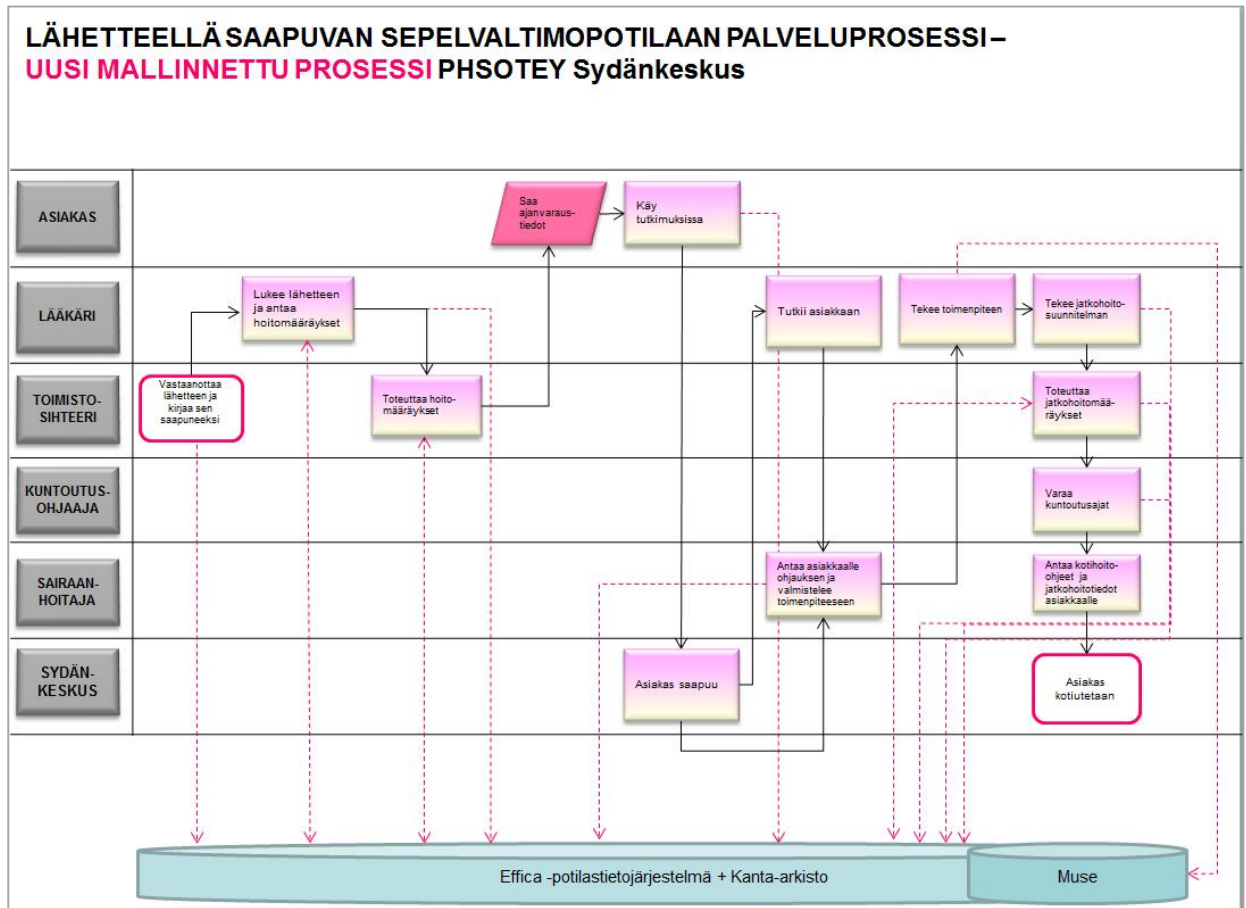 LÄHETTEELLÄ SAAPUVAN SEPELVALTIMOPOTILAAN PALVELUPROSESSI –
UUSI MALLINNETTU PROSESSI PHSOTEY Sydänkeskus
ASIAKAS
Saa
ajanvaraus-
tiedot
Käy
tutkimuksissa
LÄÄKÄRI
Lukee lähetteen
ja antaa
hoitomääräykset
Tutkii asiakkaan
Tekee toimenpiteen
Tekee jatkohoito-
suunnitelman
TOIMISTO-
SIHTEERI
Vastaanottaa
lähetteen ja
kirjaa sen
saapuneeksi
Toteuttaa hoito-
määräykset
Toteuttaa
jatkohoitomää-
räykset
KUNTOUTUS-
OHJAAJA
Varaa
kuntoutusajat
SAIRAAN-
HOITAJA
Antaa asiakkaalle
ohjauksen ja
valmistelee
toimenpiteeseen
Antaa kotihoito-
ohjeet ja
jatkohoitotiedot
asiakkaalle
SYDÄN-
KESKUS
Asiakas saapuu
Asiakas
kotiutetaan
Effica -potilastietojärjestelmä + Kanta-arkisto
Muse